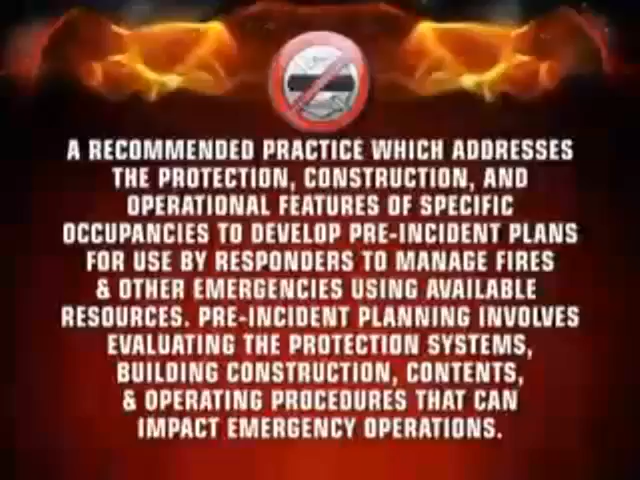 A RECOMMENDED PRACTICE WHICH ADDRESSES
THE PROTECTION, CONSTRUCTION, AND
OPERATIONAL FEATURES OF SPECIFIC
OCCUPANCIES TO DEVELOP PRE-INCIDENT PLANS
FOR USE BY RESPONDERS TO MANAGE FIRES
& OTHER EMERGENCIES USING AVAILABLE
RESOURCES. PRE-INCIDENT PLANNING INVOLVES
EVALUATING THE PROTECTION SYSTEMS,
BUILDING CONSTRUCTION, CONTENTS,
& OPERATING PROCEDURES THAT CAN
IMPACT EMERGENCY OPERATIONS.